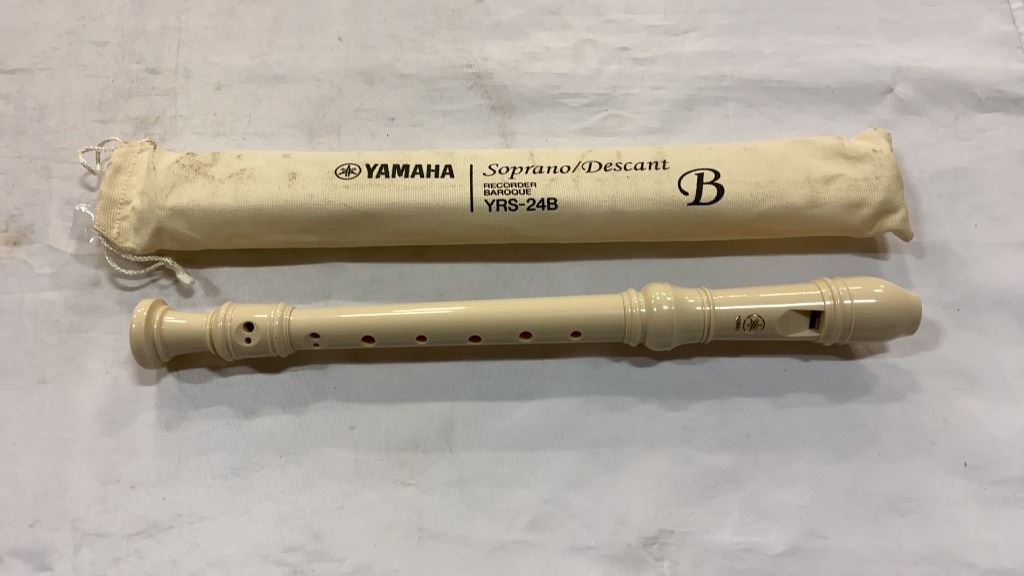 YAMAHA
Soprano/Descant
RECORDER
BAROQUE
YRS-24B
B